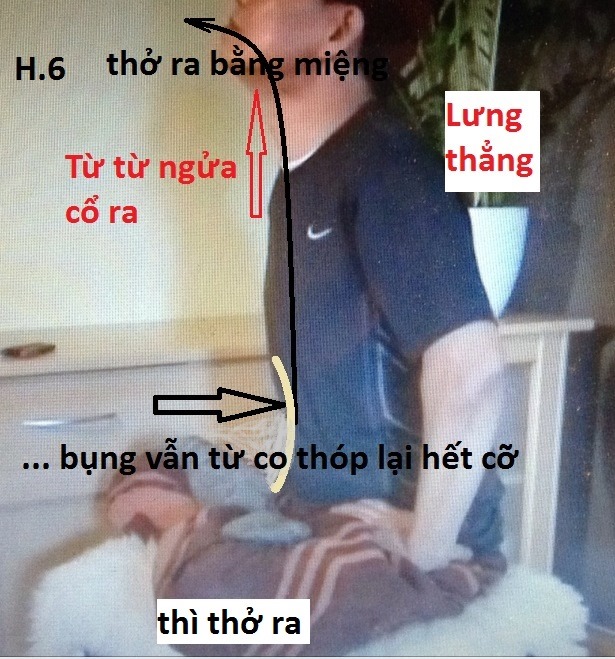 H.6 thở ra bằng miệng
Lưng
thẳng
Từ từ ngửa
cổ ra
... bụng vẫn từ co thóp lại hết cỡ
thì thở ra